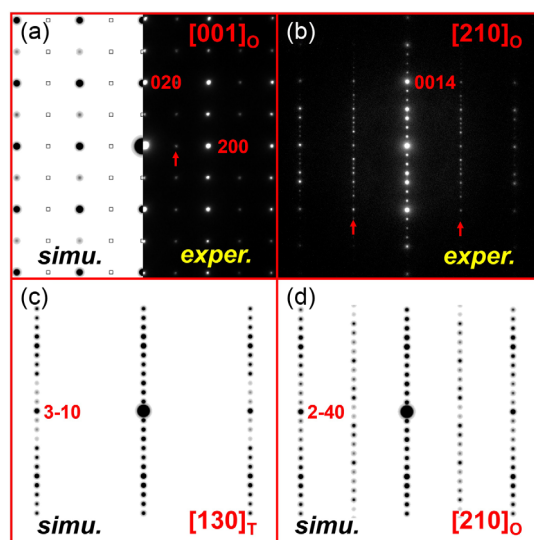 (a) [001]O
020
200
simu. exper.
(b) [210]O
0014
exper.
(c)
3-10
simu. [130]T
(d)
2-40
simu. [210]O